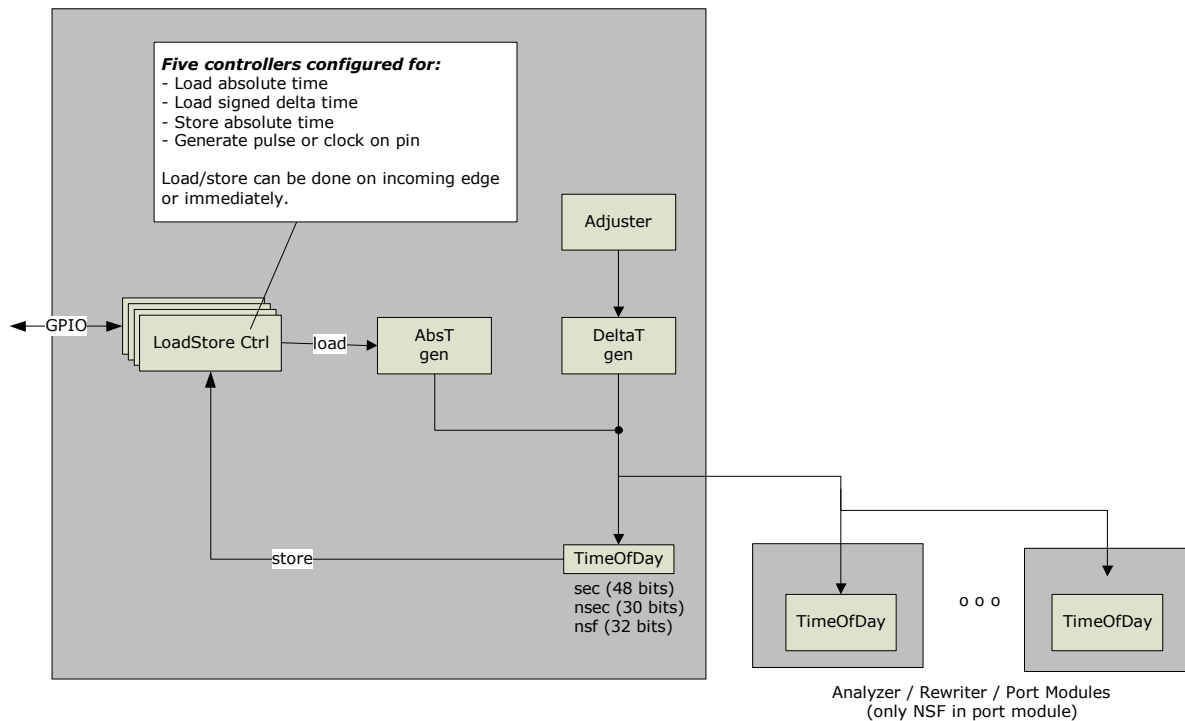 Five controllers configured for:
- Load absolute time
- Load signed delta time
- Store absolute time
- Generate pulse or clock on pin
Load/store can be done on incoming edge
or immediately.
Adjuster
GPIO
LoadStore Ctrl
load
AbsT
gen
DeltaT
gen
store
TimeOfDay
sec (48 bits)
nsec (30 bits)
nsf (32 bits)
TimeOfDay
o o o
TimeOfDay
Analyzer / Rewriter / Port Modules
(only NSF in port module)